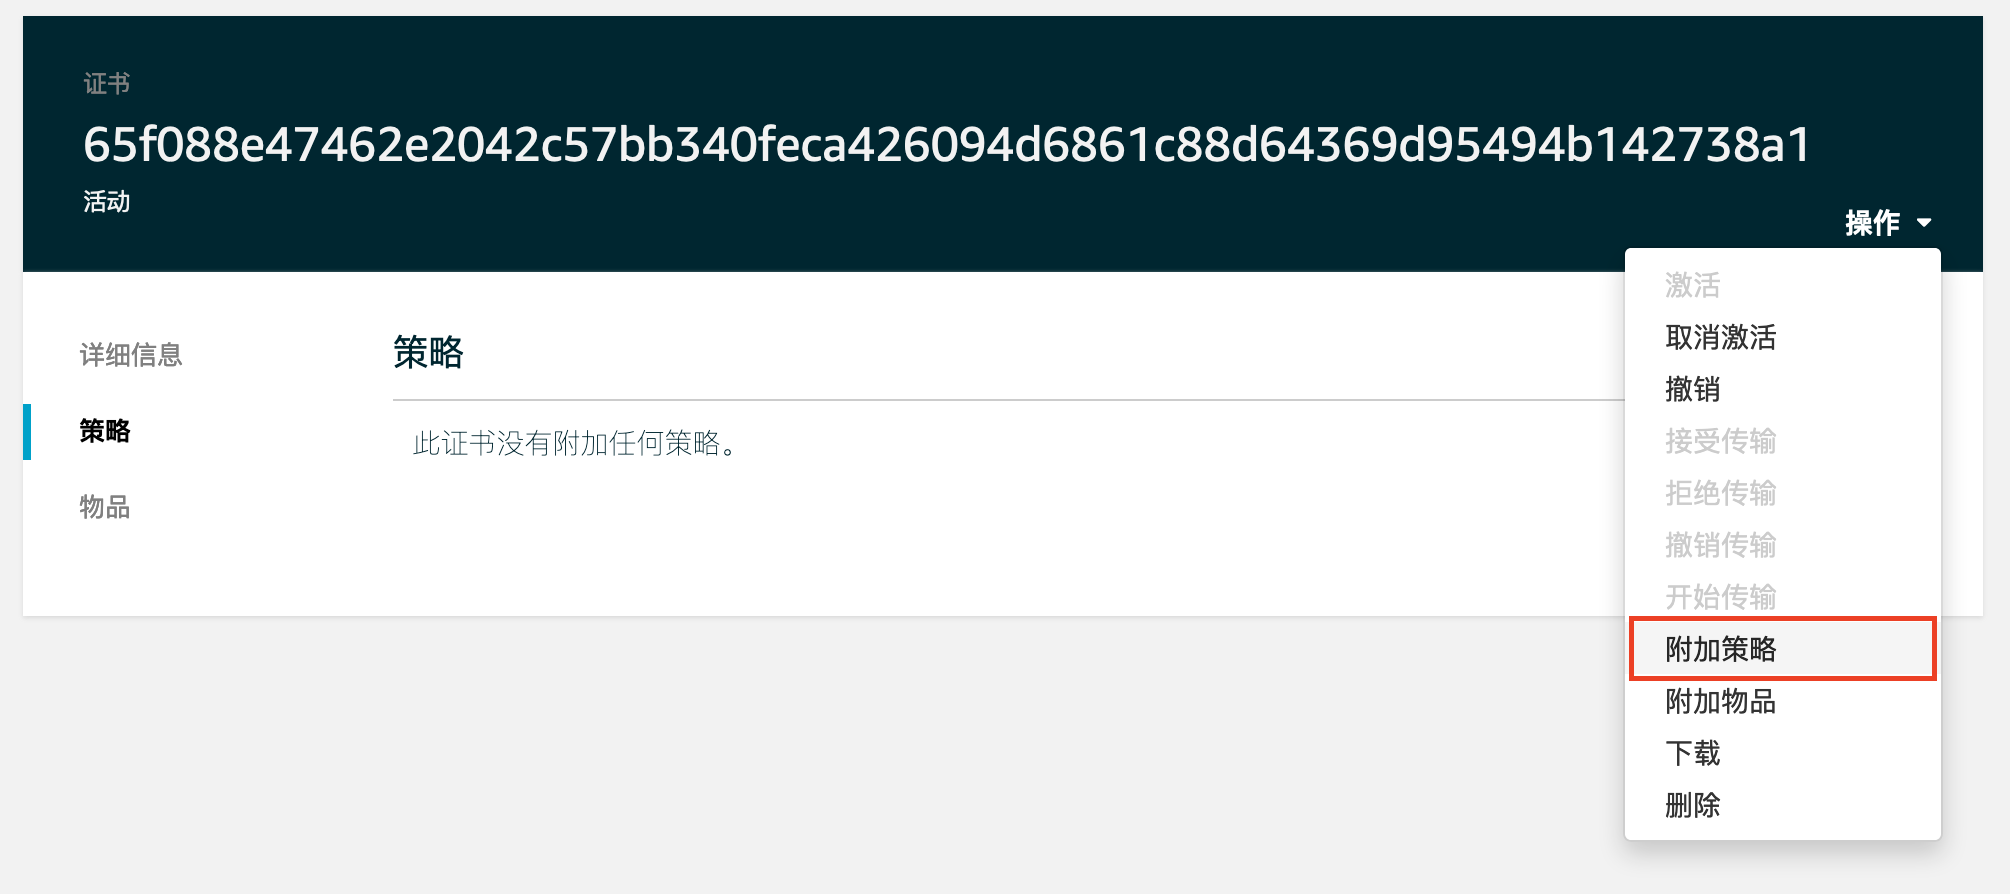 证书
65f088e47462e2042c57bb340feca426094d6861c88d64369d95494b142738a1
活动
操作
详细信息
策略
物品
策略
此证书没有附加任何策略。
激活
取消激活
撤销
接受传输
拒绝传输
撤销传输
开始传输
附加策略
附加物品
下载
删除